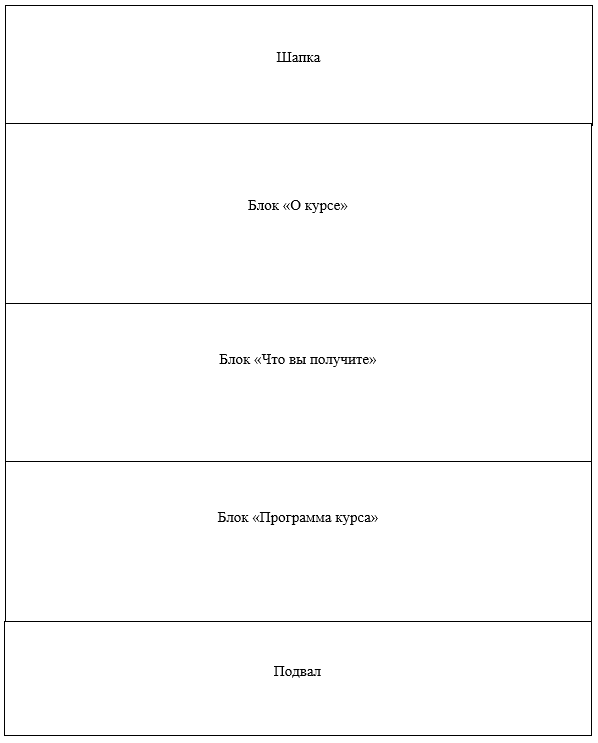 Шапка
Блок «О курсе»
Блок «Что вы получите»
Блок «Программа курса»
Подвал